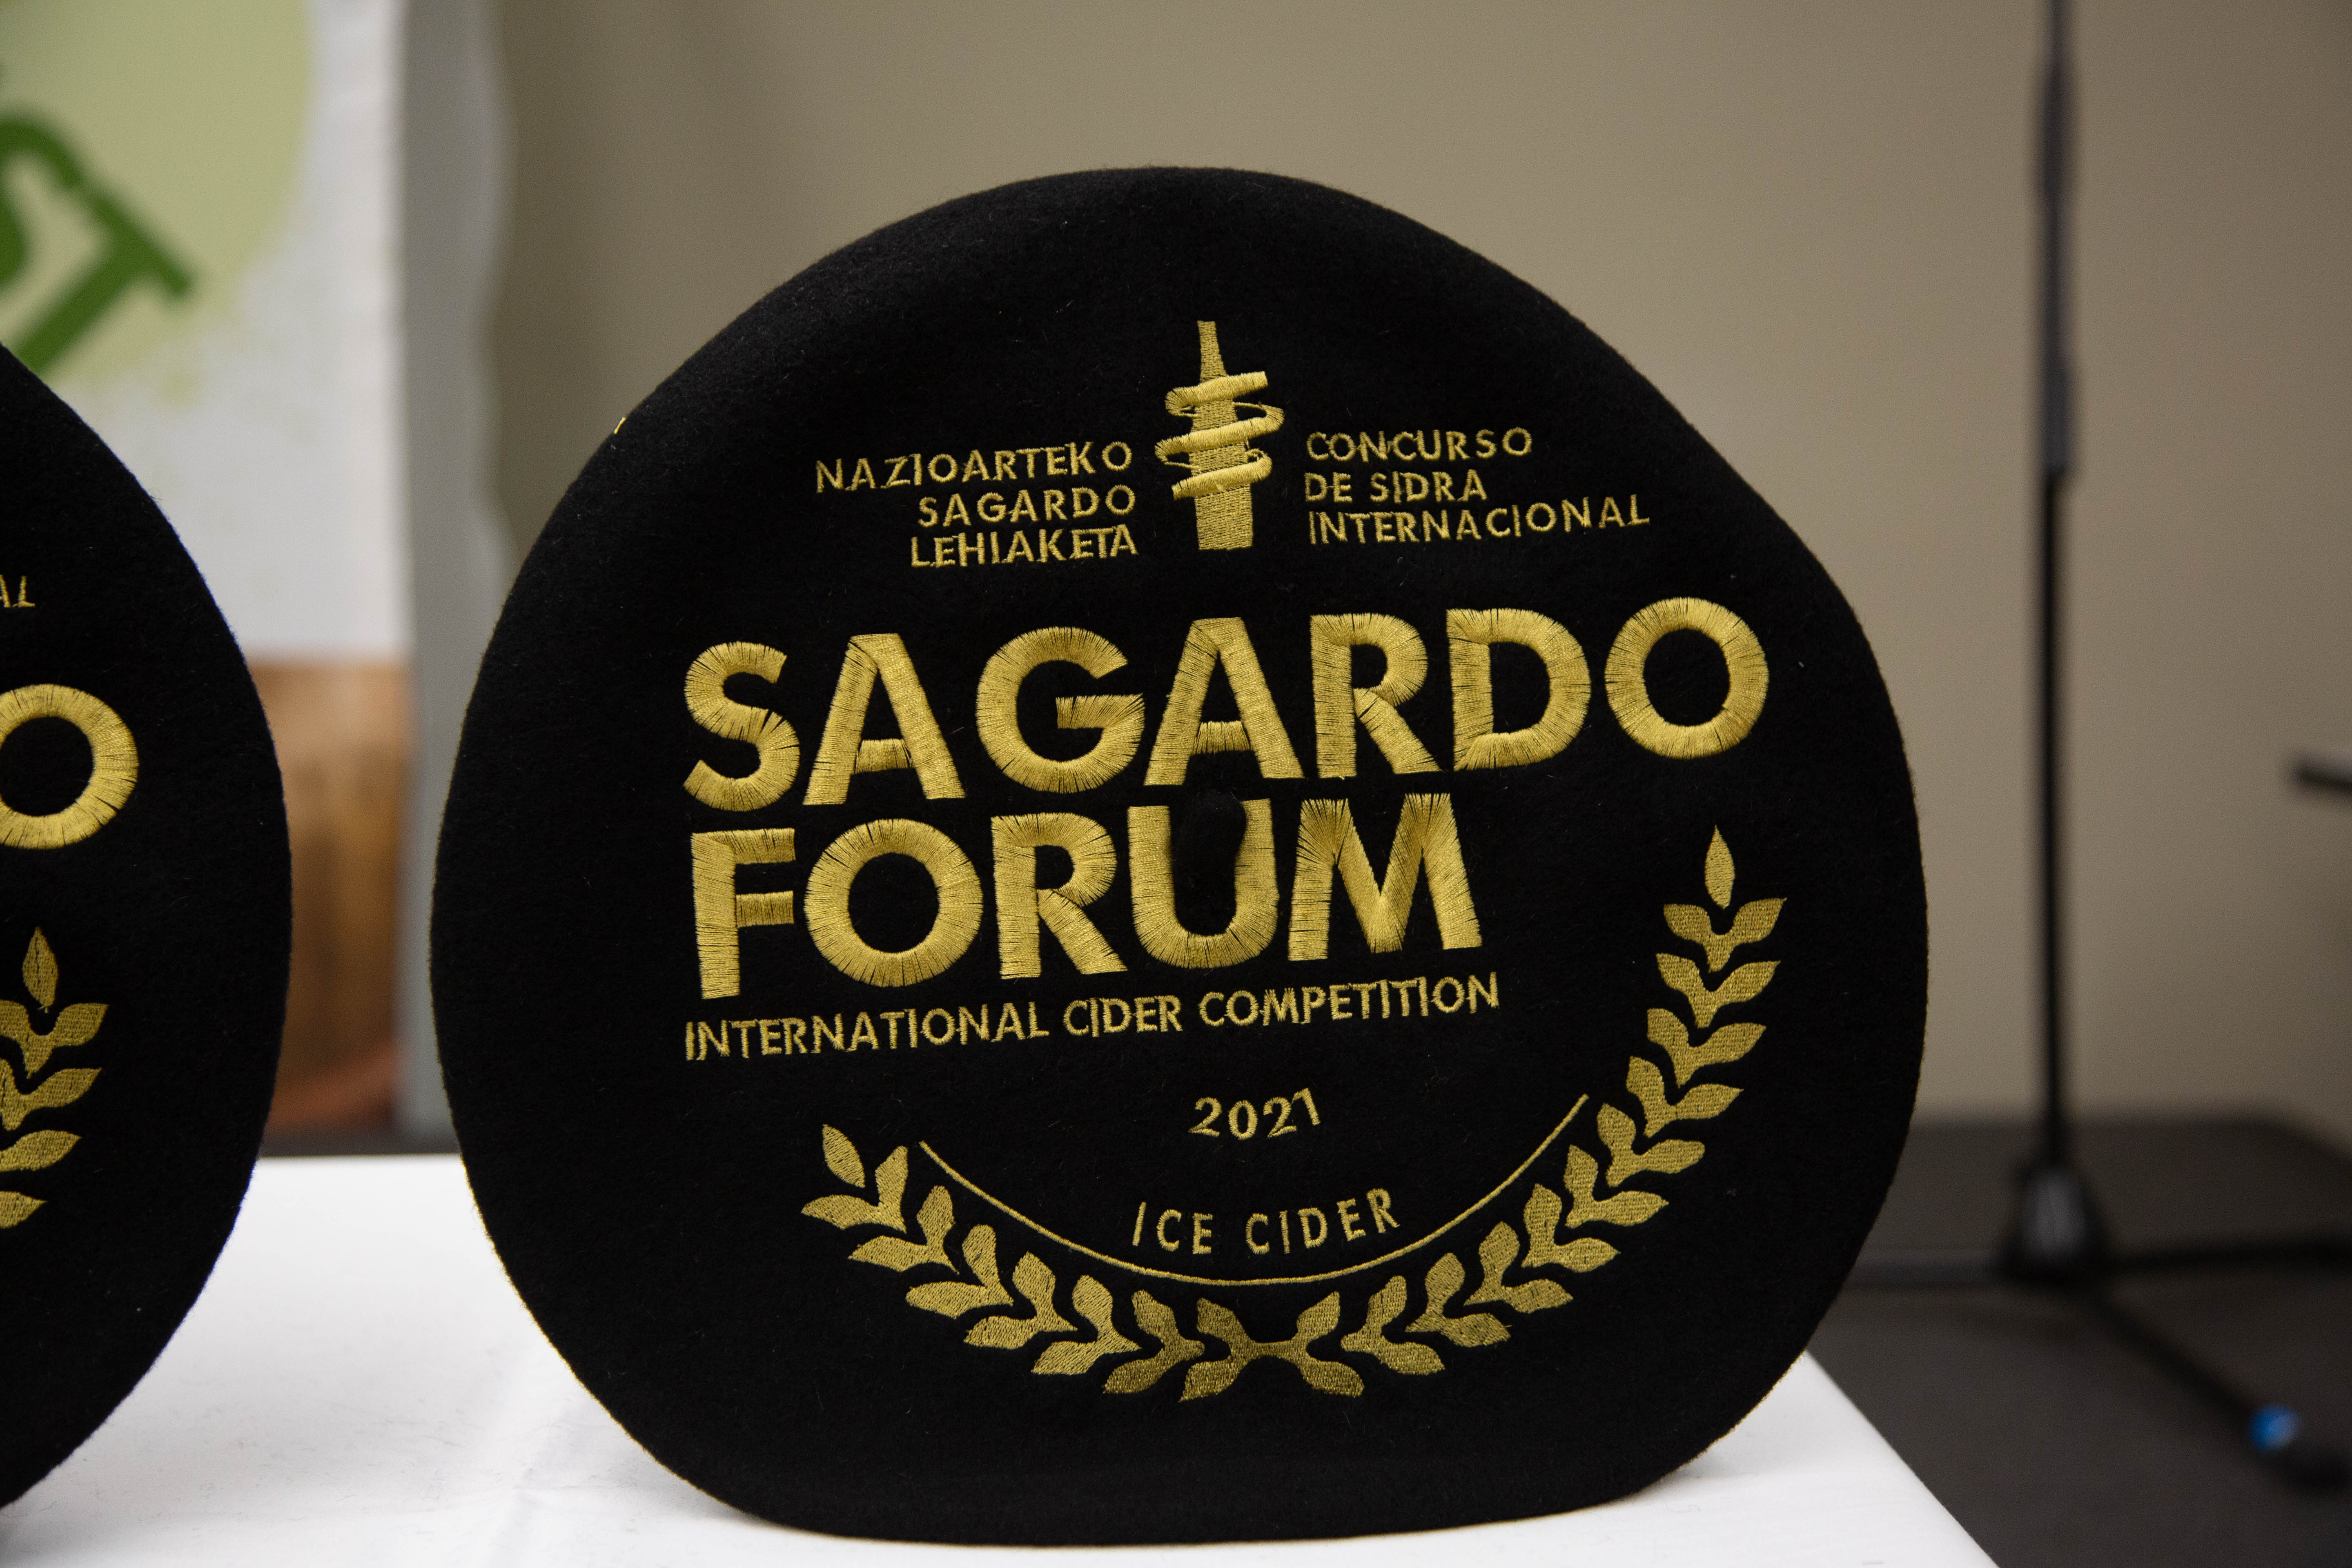 NAZIOARTEKO
SAGARDO
LEHIAKETA
CONCURSO
DE SIDRA
INTERNACIONAL
SAGARDO
FORUM
INTERNATIONAL CIDER COMPETITION
2021
ICE CIDER